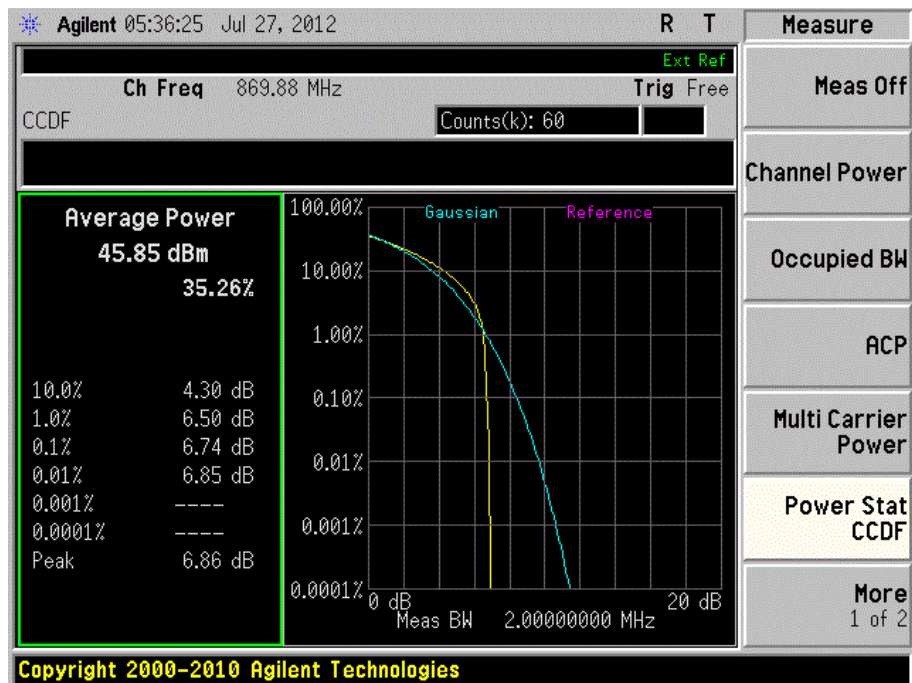 Agilent 05:36:25 Jul 27, 2012 R T
Measure
Ext Ref
Ch Freq 869.88 MHz Trig Free
CCDF Counts(k): 60
Meas Off
Channel Power
Occupied BW
ACP
Multi Carrier
Power
Power Stat
CCDF
More
1 of 2
Average Power
45.85 dBm
35.26%
10.0% 4.30 dB
1.0% 6.50 dB
0.1% 6.74 dB
0.01% 6.85 dB
0.001% ----
0.0001% ----
Peak 6.86 dB
Gaussian Reference
100.00%
10.00%
1.00%
0.10%
0.01%
0.001%
0.0001%
0 dB 20 dB
Meas BW 2.00000000 MHz
Copyright 2000-2010 Agilent Technologies